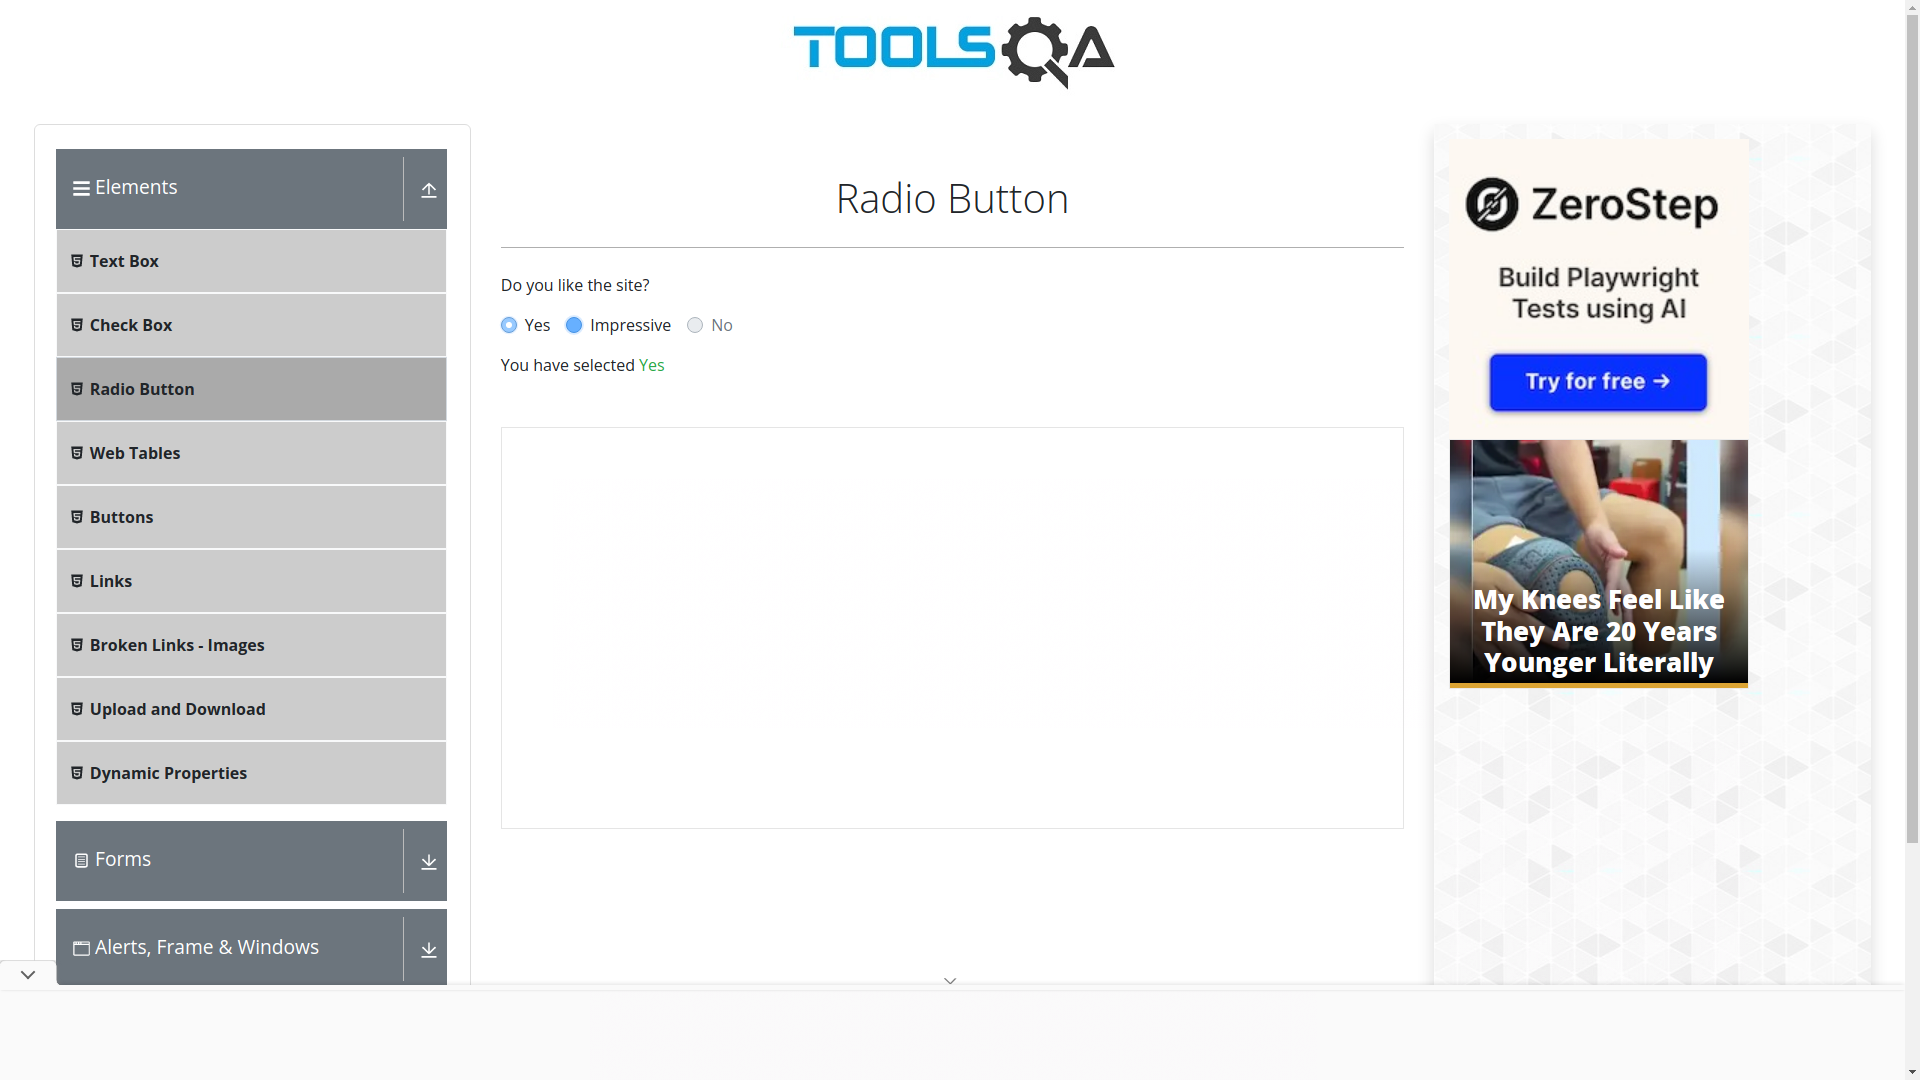 TOOLSQA
Elements
Text Box
Check Box
Radio Button
Web Tables
Buttons
Links
Broken Links - Images
Upload and Download
Dynamic Properties
Forms
Alerts, Frame & Windows
Radio Button
Do you like the site?
Yes Impressive No
You have selected Yes
ZeroStep
Build Playwright
Tests using AI
Try for free →
My Knees Feel Like
They Are 20 Years
Younger Literally